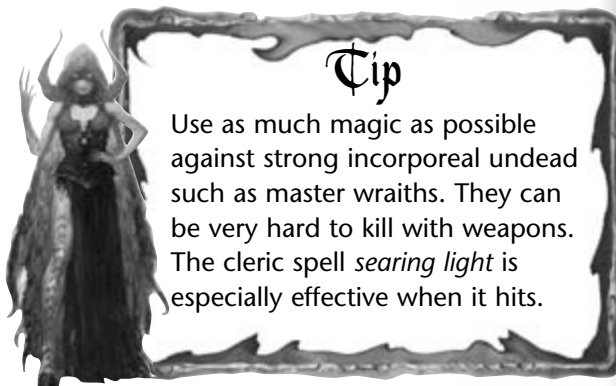 Tip
Use as much magic as possible
against strong incorporeal undead
such as master wraiths. They can
be very hard to kill with weapons.
The cleric spell searing light is
especially effective when it hits.